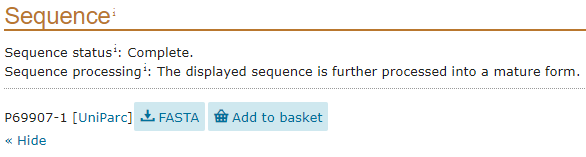 Sequenceⁱ
Sequence statusⁱ: Complete.
Sequence processingⁱ: The displayed sequence is further processed into a mature form.
P69907-1 [UniParc] FASTA Add to basket
« Hide